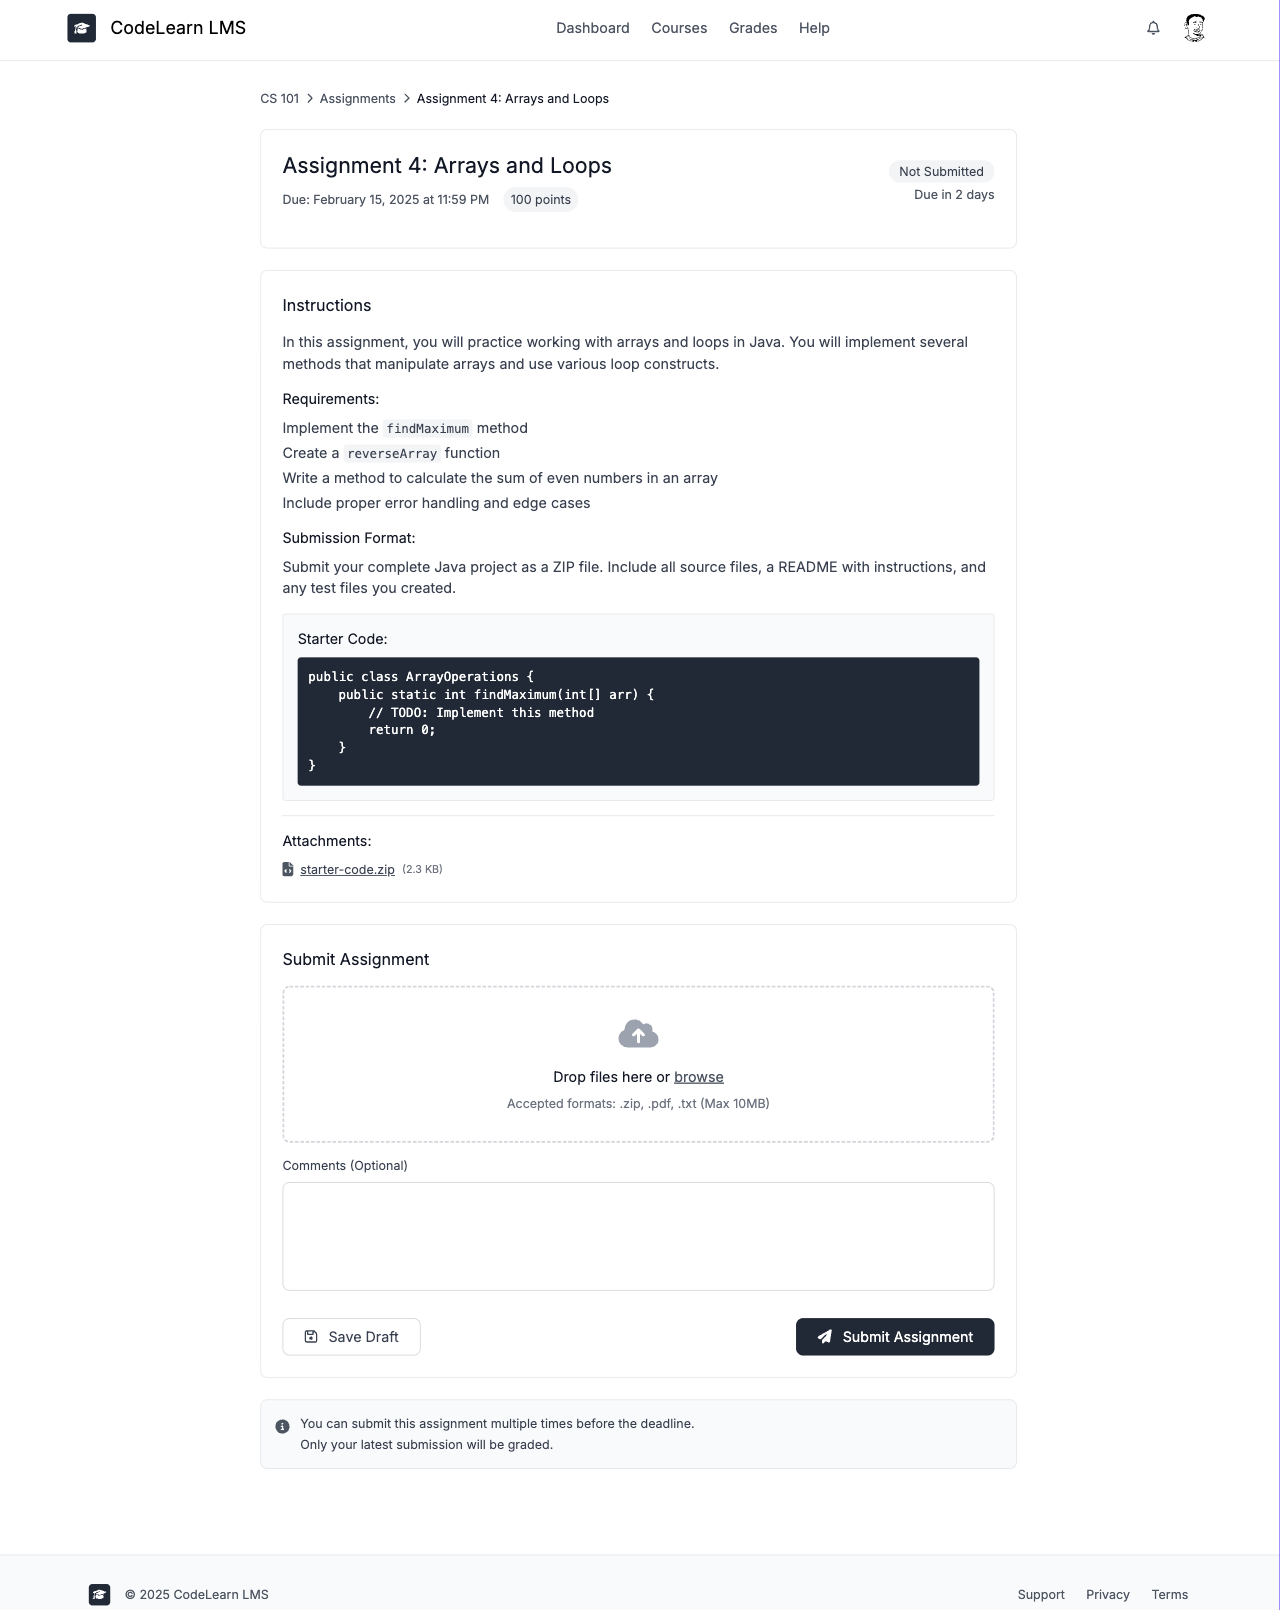 CodeLearn LMS
Dashboard Courses Grades Help
CS 101 > Assignments > Assignment 4: Arrays and Loops
Assignment 4: Arrays and Loops
Not Submitted
Due: February 15, 2025 at 11:59 PM 100 points
Due in 2 days
Instructions
In this assignment, you will practice working with arrays and loops in Java. You will implement several
methods that manipulate arrays and use various loop constructs.
Requirements:
Implement the findMaximum method
Create a reverseArray function
Write a method to calculate the sum of even numbers in an array
Include proper error handling and edge cases
Submission Format:
Submit your complete Java project as a ZIP file. Include all source files, a README with instructions, and
any test files you created.
Starter Code:
public class ArrayOperations {
    public static int findMaximum(int[] arr) {
        // TODO: Implement this method
        return 0;
    }
}
Attachments:
starter-code.zip (2.3 KB)
Submit Assignment
Drop files here or browse
Accepted formats: .zip, .pdf, .txt (Max 10MB)
Comments (Optional)
Save Draft Submit Assignment
You can submit this assignment multiple times before the deadline.
Only your latest submission will be graded.
© 2025 CodeLearn LMS Support Privacy Terms